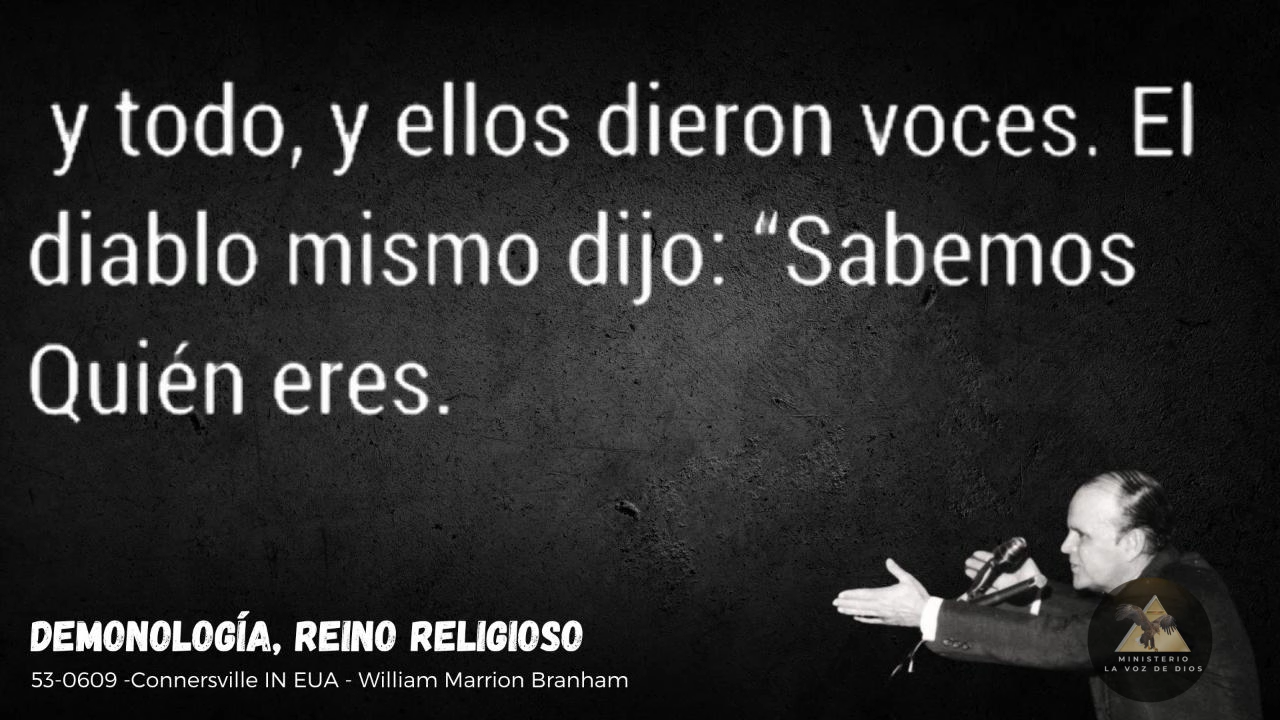 y todo, y ellos dieron voces. El
diablo mismo dijo: “Sabemos
Quién eres.
DEMONOLOGÍA, REINO RELIGIOSO
53-0609 -Connersville IN EUA - William Marrion Branham
MINISTERIO
LA VOZ DE DIOS